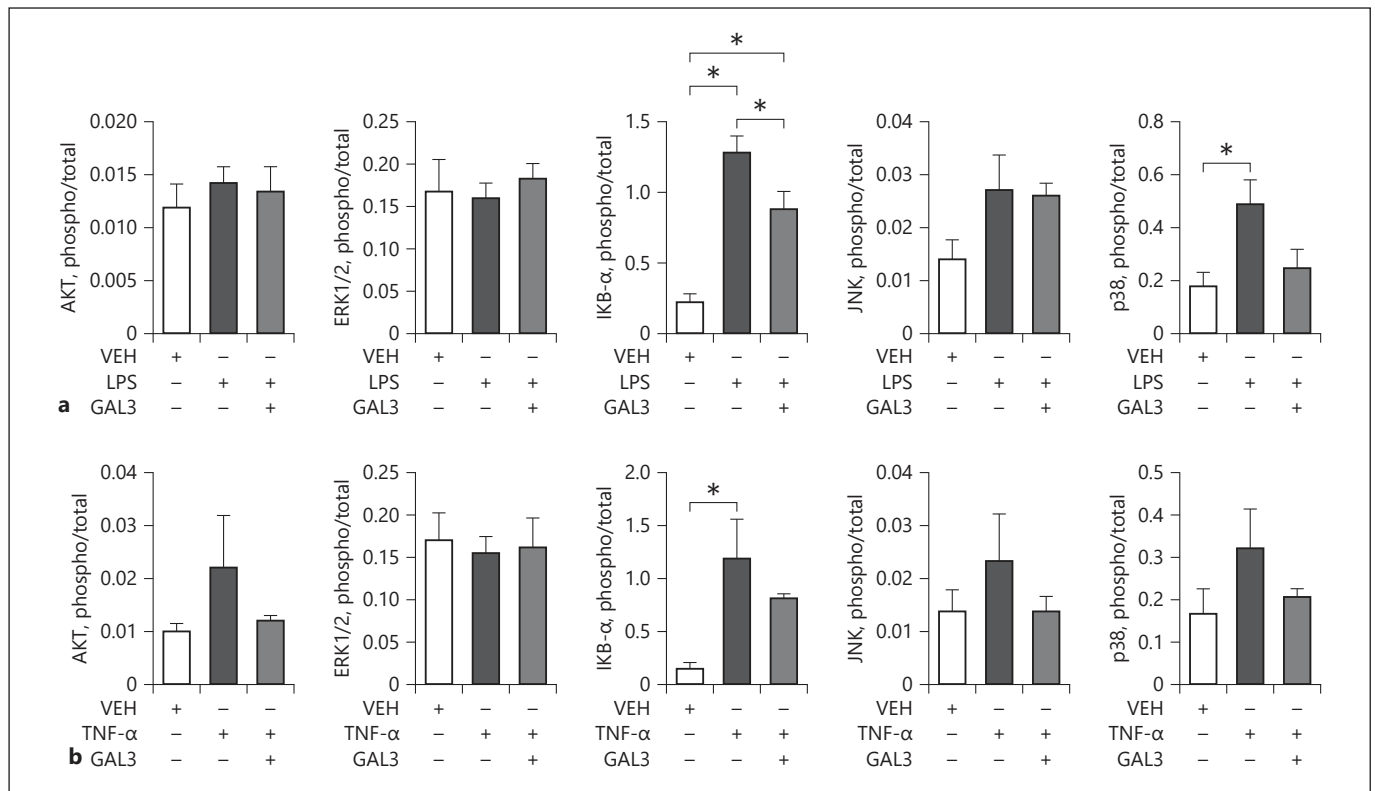 * 
* * 
0.020 0.25 1.5 0.04 0.8
*
0.015 0.20 0.03 0.6
0.15 1.0
0.010 0.02 0.4
0.10
0.005 0.5 0.01 0.2
0.05
0 0 0 0 0
AKT, phospho/total
ERK1/2, phospho/total
IKB-α, phospho/total
JNK, phospho/total
p38, phospho/total
VEH + – – VEH + – – VEH + – – VEH + – – VEH + – –
LPS – + + LPS – + + LPS – + + LPS – + + LPS – + +
a GAL3 – – + GAL3 – – + GAL3 – – + GAL3 – – + GAL3 – – +
0.04 0.25 2.0 0.04 0.5
*
0.03 0.20 1.5 0.03 0.4
0.15 0.3
0.02 1.0 0.02
0.10 0.2
0.01 0.5 0.01
0.05 0.1
0 0 0 0 0
AKT, phospho/total
ERK1/2, phospho/total
IKB-α, phospho/total
JNK, phospho/total
p38, phospho/total
VEH + – – VEH + – – VEH + – – VEH + – – VEH + – –
TNF-α – + + TNF-α – + + TNF-α – + + TNF-α – + + TNF-α – + +
b GAL3 – – + GAL3 – – + GAL3 – – + GAL3 – – + GAL3 – – +